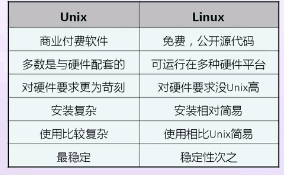 Unix Linux
商业付费软件 免费，公开源代码
多数是与硬件配套的 可运行在多种硬件平台
对硬件要求更为苛刻 对硬件要求没Unix高
安装复杂 安装相对简易
使用比较复杂 使用相比Unix简易
最稳定 稳定性次之